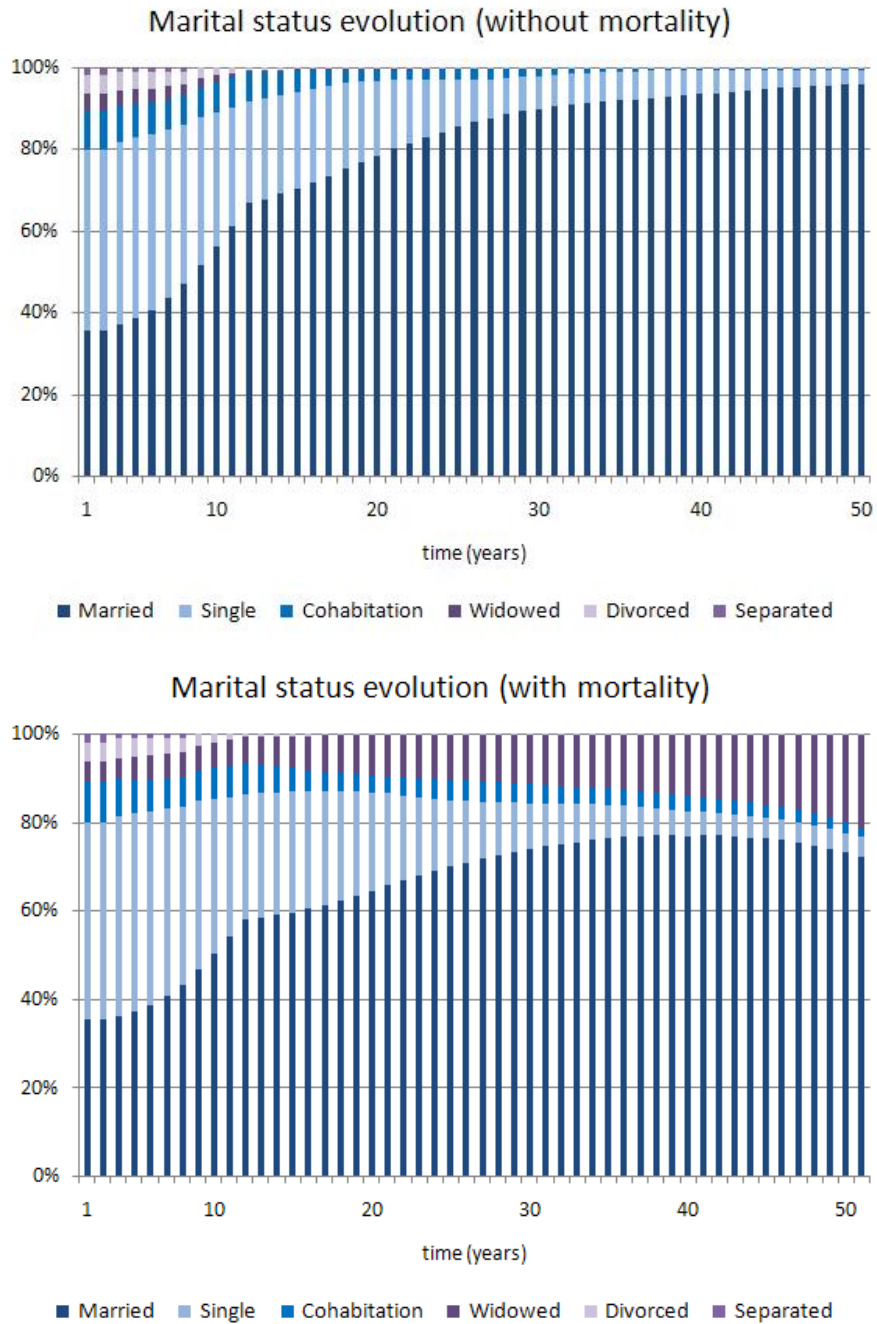 Marital status evolution (without mortality)
100%
80%
60%
40%
20%
0%
1 10 20 30 40 50
time (years)
Married Single Cohabitation Widowed Divorced Separated
Marital status evolution (with mortality)
100%
80%
60%
40%
20%
0%
1 10 20 30 40 50
time (years)
Married Single Cohabitation Widowed Divorced Separated